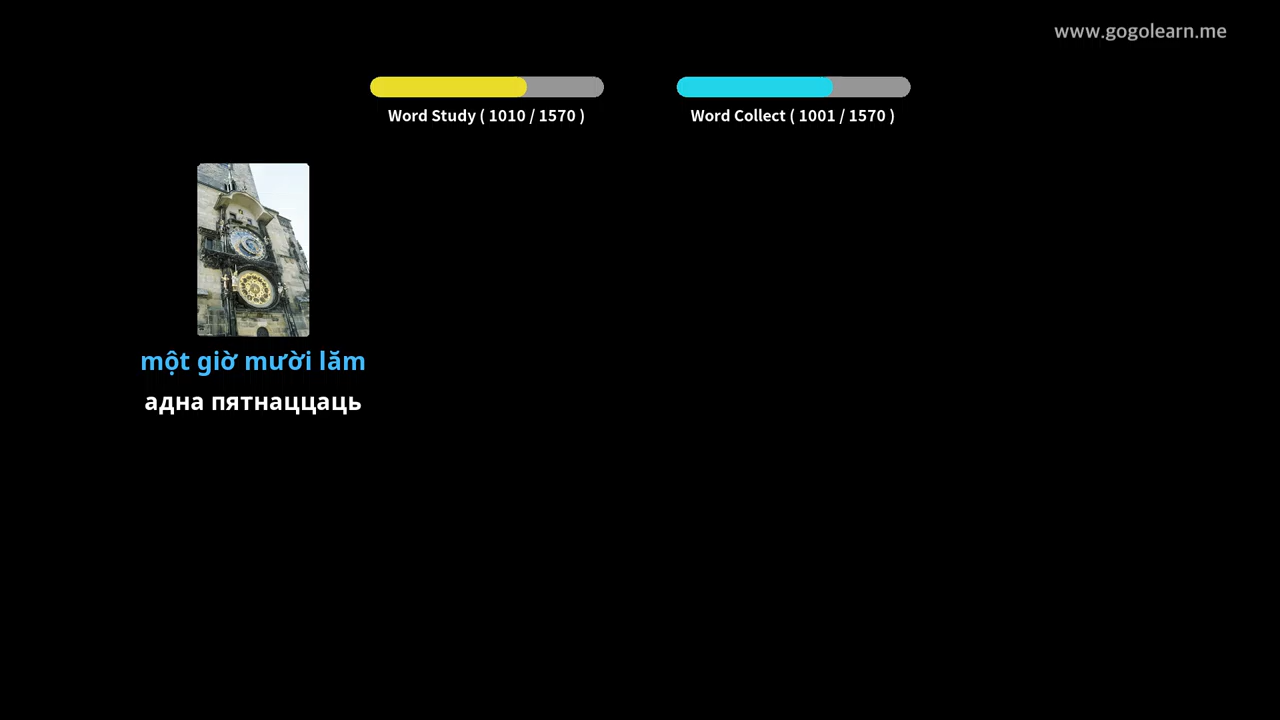 www.gogolearn.me
Word Study ( 1010 / 1570 )
Word Collect ( 1001 / 1570 )
một giờ mười lăm
адна пятнаццаць